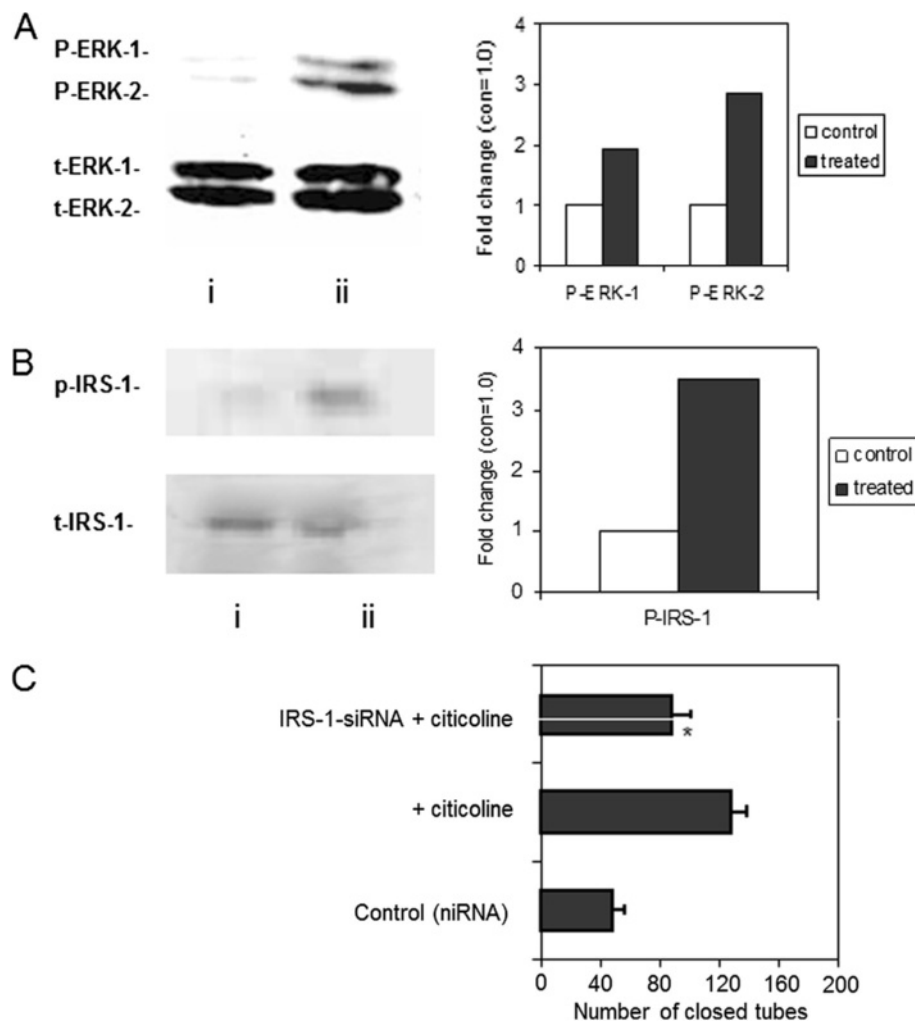 A
P-ERK-1-
P-ERK-2-
t-ERK-1-
t-ERK-2-
i ii
Fold change (con=1.0)
4
3
2
1
0
P-ERK-1 P-ERK-2
control
treated
B
p-IRS-1-
t-IRS-1-
i ii
Fold change (con=1.0)
4
3
2
1
0
P-IRS-1
control
treated
C
IRS-1-siRNA + citicoline
*
+ citicoline
Control (niRNA)
0 40 80 120 160 200
Number of closed tubes